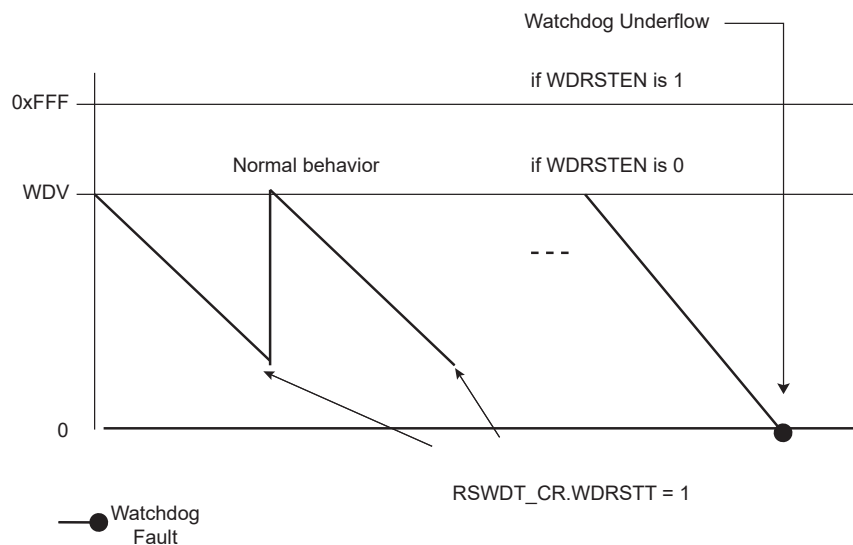 Watchdog Underflow
if WDRSTEN is 1
0xFFF
Normal behavior
if WDRSTEN is 0
WDV
0
RSWDT_CR.WDRSTT = 1
Watchdog
Fault